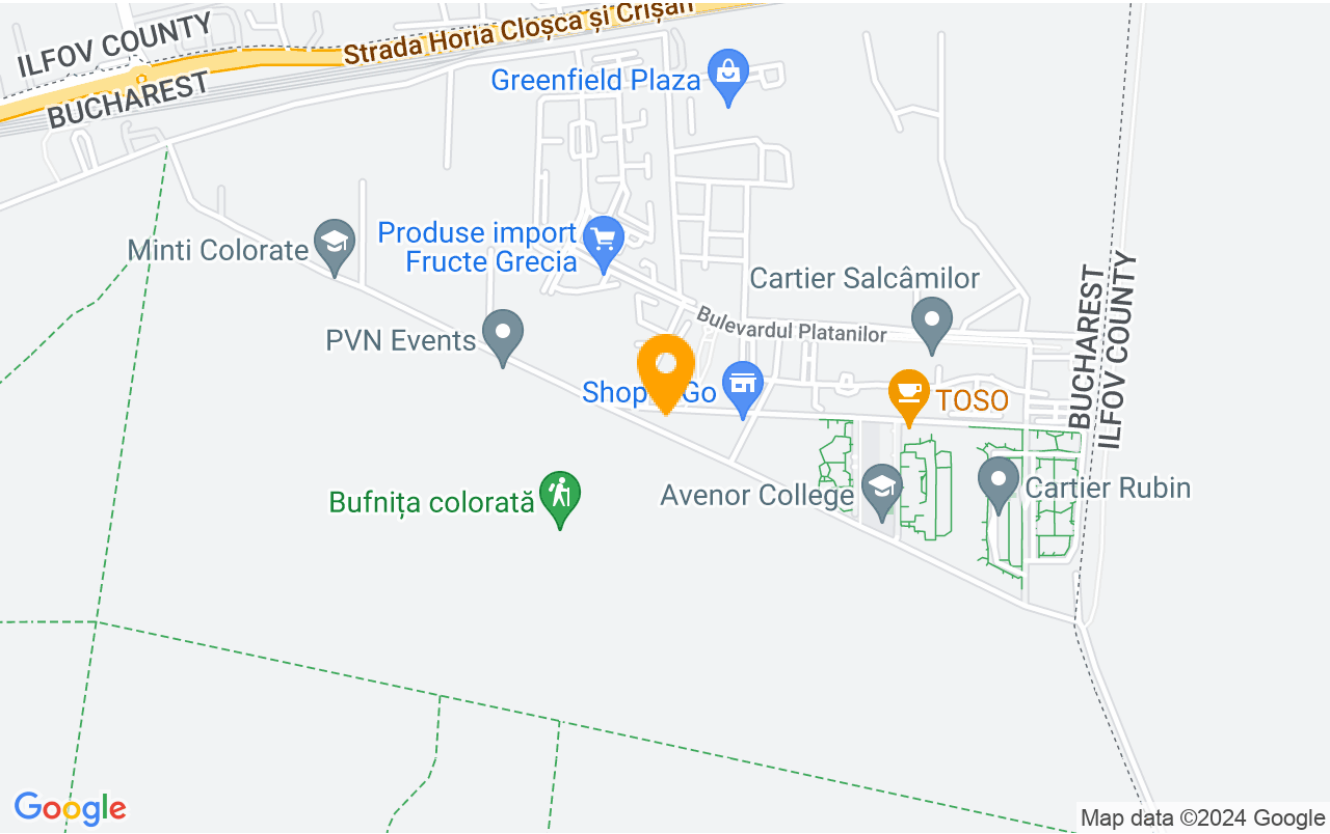 ILFOV COUNTY
Strada Horia Cloșca și Crișan
BUCHAREST
Greenfield Plaza
Minti Colorate
Produse import
Fructe Grecia
Cartier Salcâmilor
BUCHAREST
ILFOV COUNTY
Bulevardul Platanilor
PVN Events
Shop Go
TOSO
Bufnița colorată
Avenor College
Cartier Rubin
Google
Map data ©2024 Google